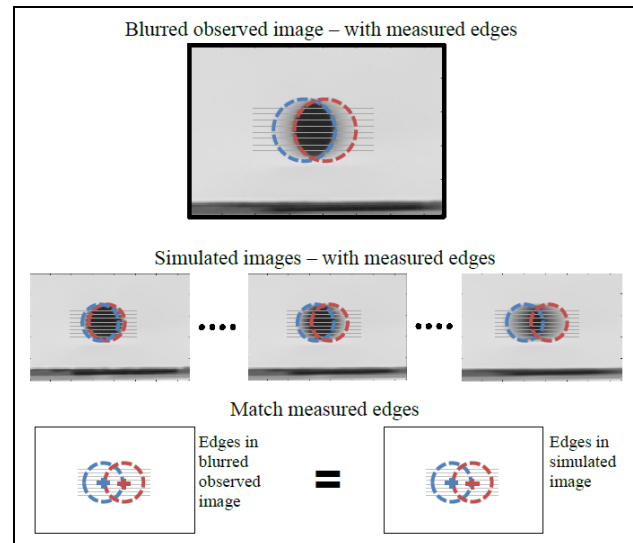 Blurred observed image – with measured edges
Simulated images – with measured edges
Match measured edges
Edges in
blurred
observed
image
=
Edges in
simulated
image